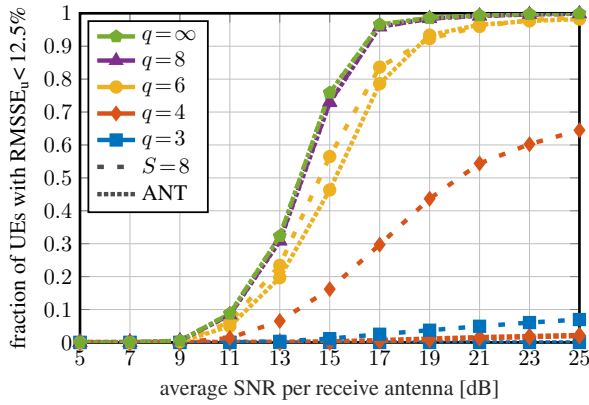 fraction of UEs with RMSSE_u<12.5%
1
0.9
0.8
0.7
0.6
0.5
0.4
0.3
0.2
0.1
0
q=∞
q=8
q=6
q=4
q=3
S=8
ANT
5 7 9 11 13 15 17 19 21 23 25
average SNR per receive antenna [dB]